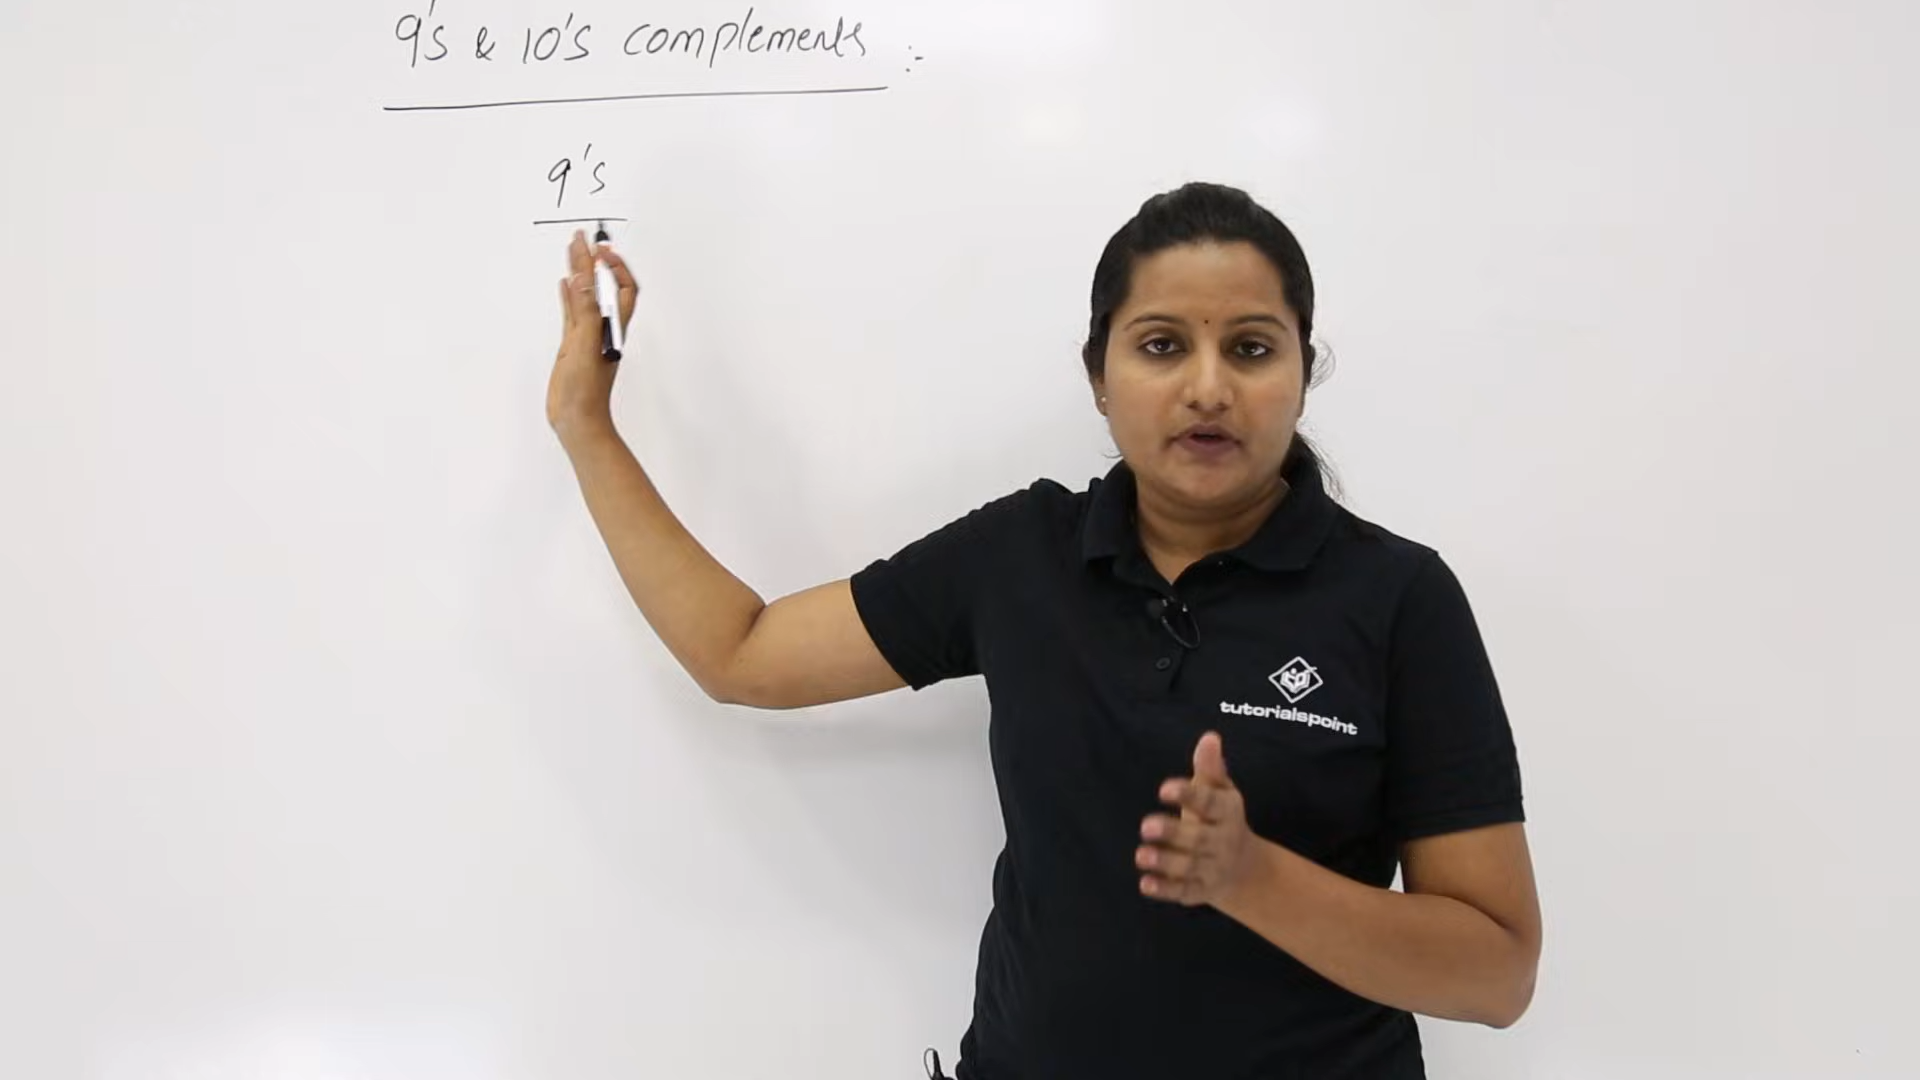 9's & 10's complements :-
9's
tutorialspoint